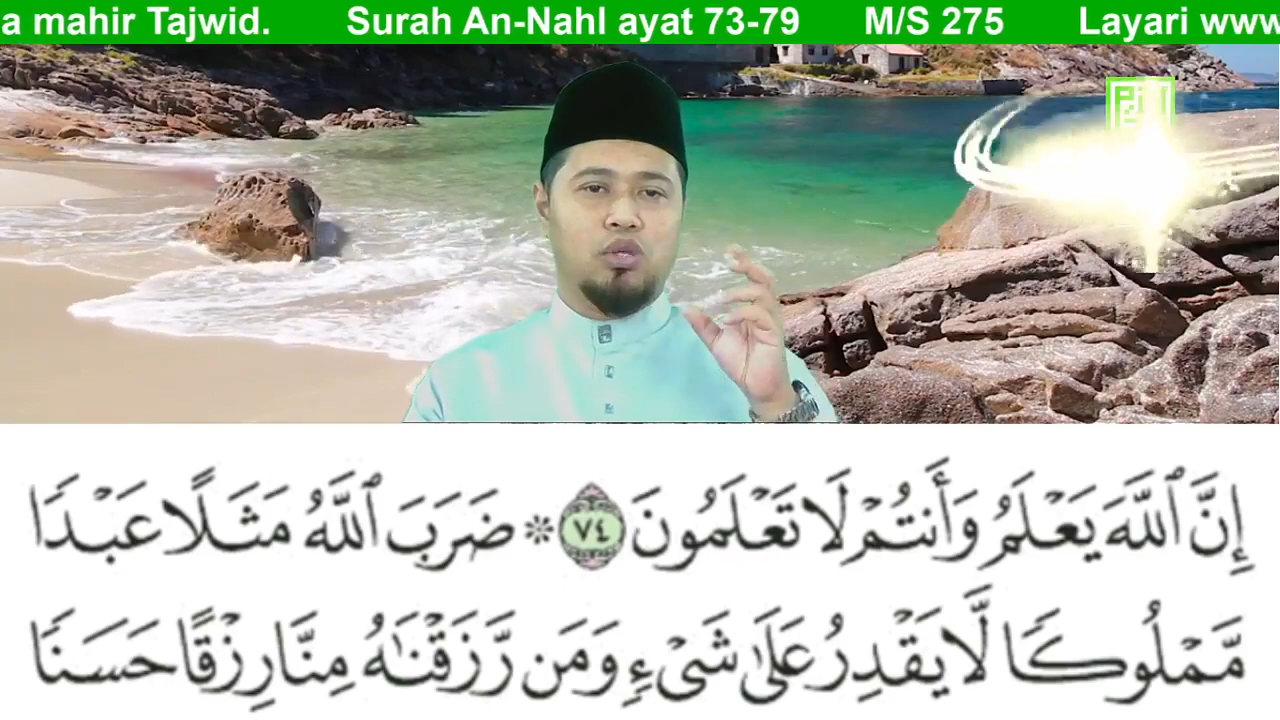 a mahir Tajwid. Surah An-Nahl ayat 73-79 M/S 275 Layari www
إِنَّ ٱللَّهَ يَعْلَمُ وَأَنتُمْ لَا تَعْلَمُونَ ٧٤ * ضَرَبَ ٱللَّهُ مَثَلًا عَبْدًا
مَّمْلُوكًا لَّا يَقْدِرُ عَلَىٰ شَىْءٍ وَمَن رَّزَقْنَٰهُ مِنَّا رِزْقًا حَسَنًا